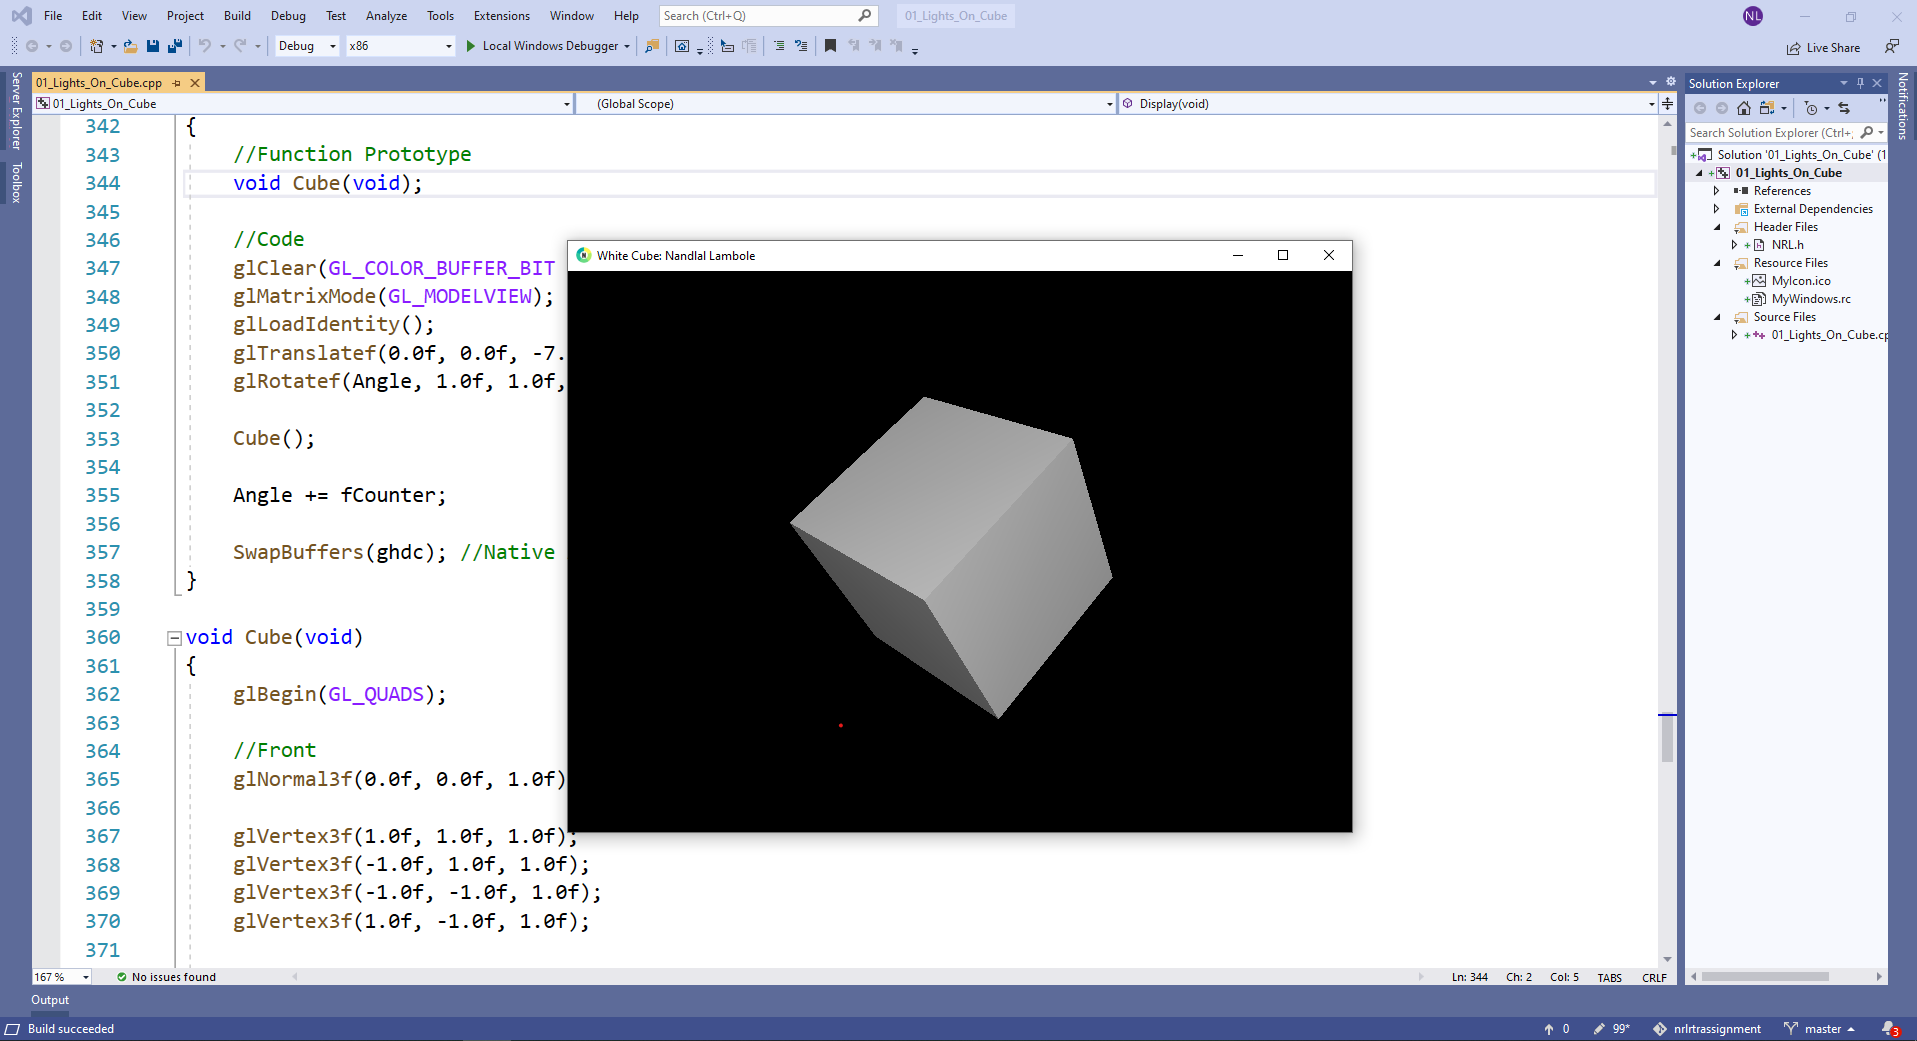 File Edit View Project Build Debug Test Analyze Tools Extensions Window Help Search (Ctrl+Q) 01_Lights_On_Cube NL
Debug x86 Local Windows Debugger Live Share
Server Explorer
Toolbox
01_Lights_On_Cube.cpp
01_Lights_On_Cube (Global Scope) Display(void)
342 {
343 //Function Prototype
344 void Cube(void);
345
346 //Code
347 glClear(GL_COLOR_BUFFER_BIT
348 glMatrixMode(GL_MODELVIEW);
349 glLoadIdentity();
350 glTranslatef(0.0f, 0.0f, -7.
351 glRotatef(Angle, 1.0f, 1.0f,
352
353 Cube();
354
355 Angle += fCounter;
356
357 SwapBuffers(ghdc); //Native
358 }
359
360 void Cube(void)
361 {
362 glBegin(GL_QUADS);
363
364 //Front
365 glNormal3f(0.0f, 0.0f, 1.0f)
366
367 glVertex3f(1.0f, 1.0f, 1.0f);
368 glVertex3f(-1.0f, 1.0f, 1.0f);
369 glVertex3f(-1.0f, -1.0f, 1.0f);
370 glVertex3f(1.0f, -1.0f, 1.0f);
371
White Cube: Nandlal Lambole
Solution Explorer
Search Solution Explorer (Ctrl+;
Solution '01_Lights_On_Cube' (1
01_Lights_On_Cube
References
External Dependencies
Header Files
NRL.h
Resource Files
MyIcon.ico
MyWindows.rc
Source Files
01_Lights_On_Cube.cp
Notifications
167 % No issues found Ln: 344 Ch: 2 Col: 5 TABS CRLF
Output
Build succeeded 0 99* nrlrtrassignment master 3